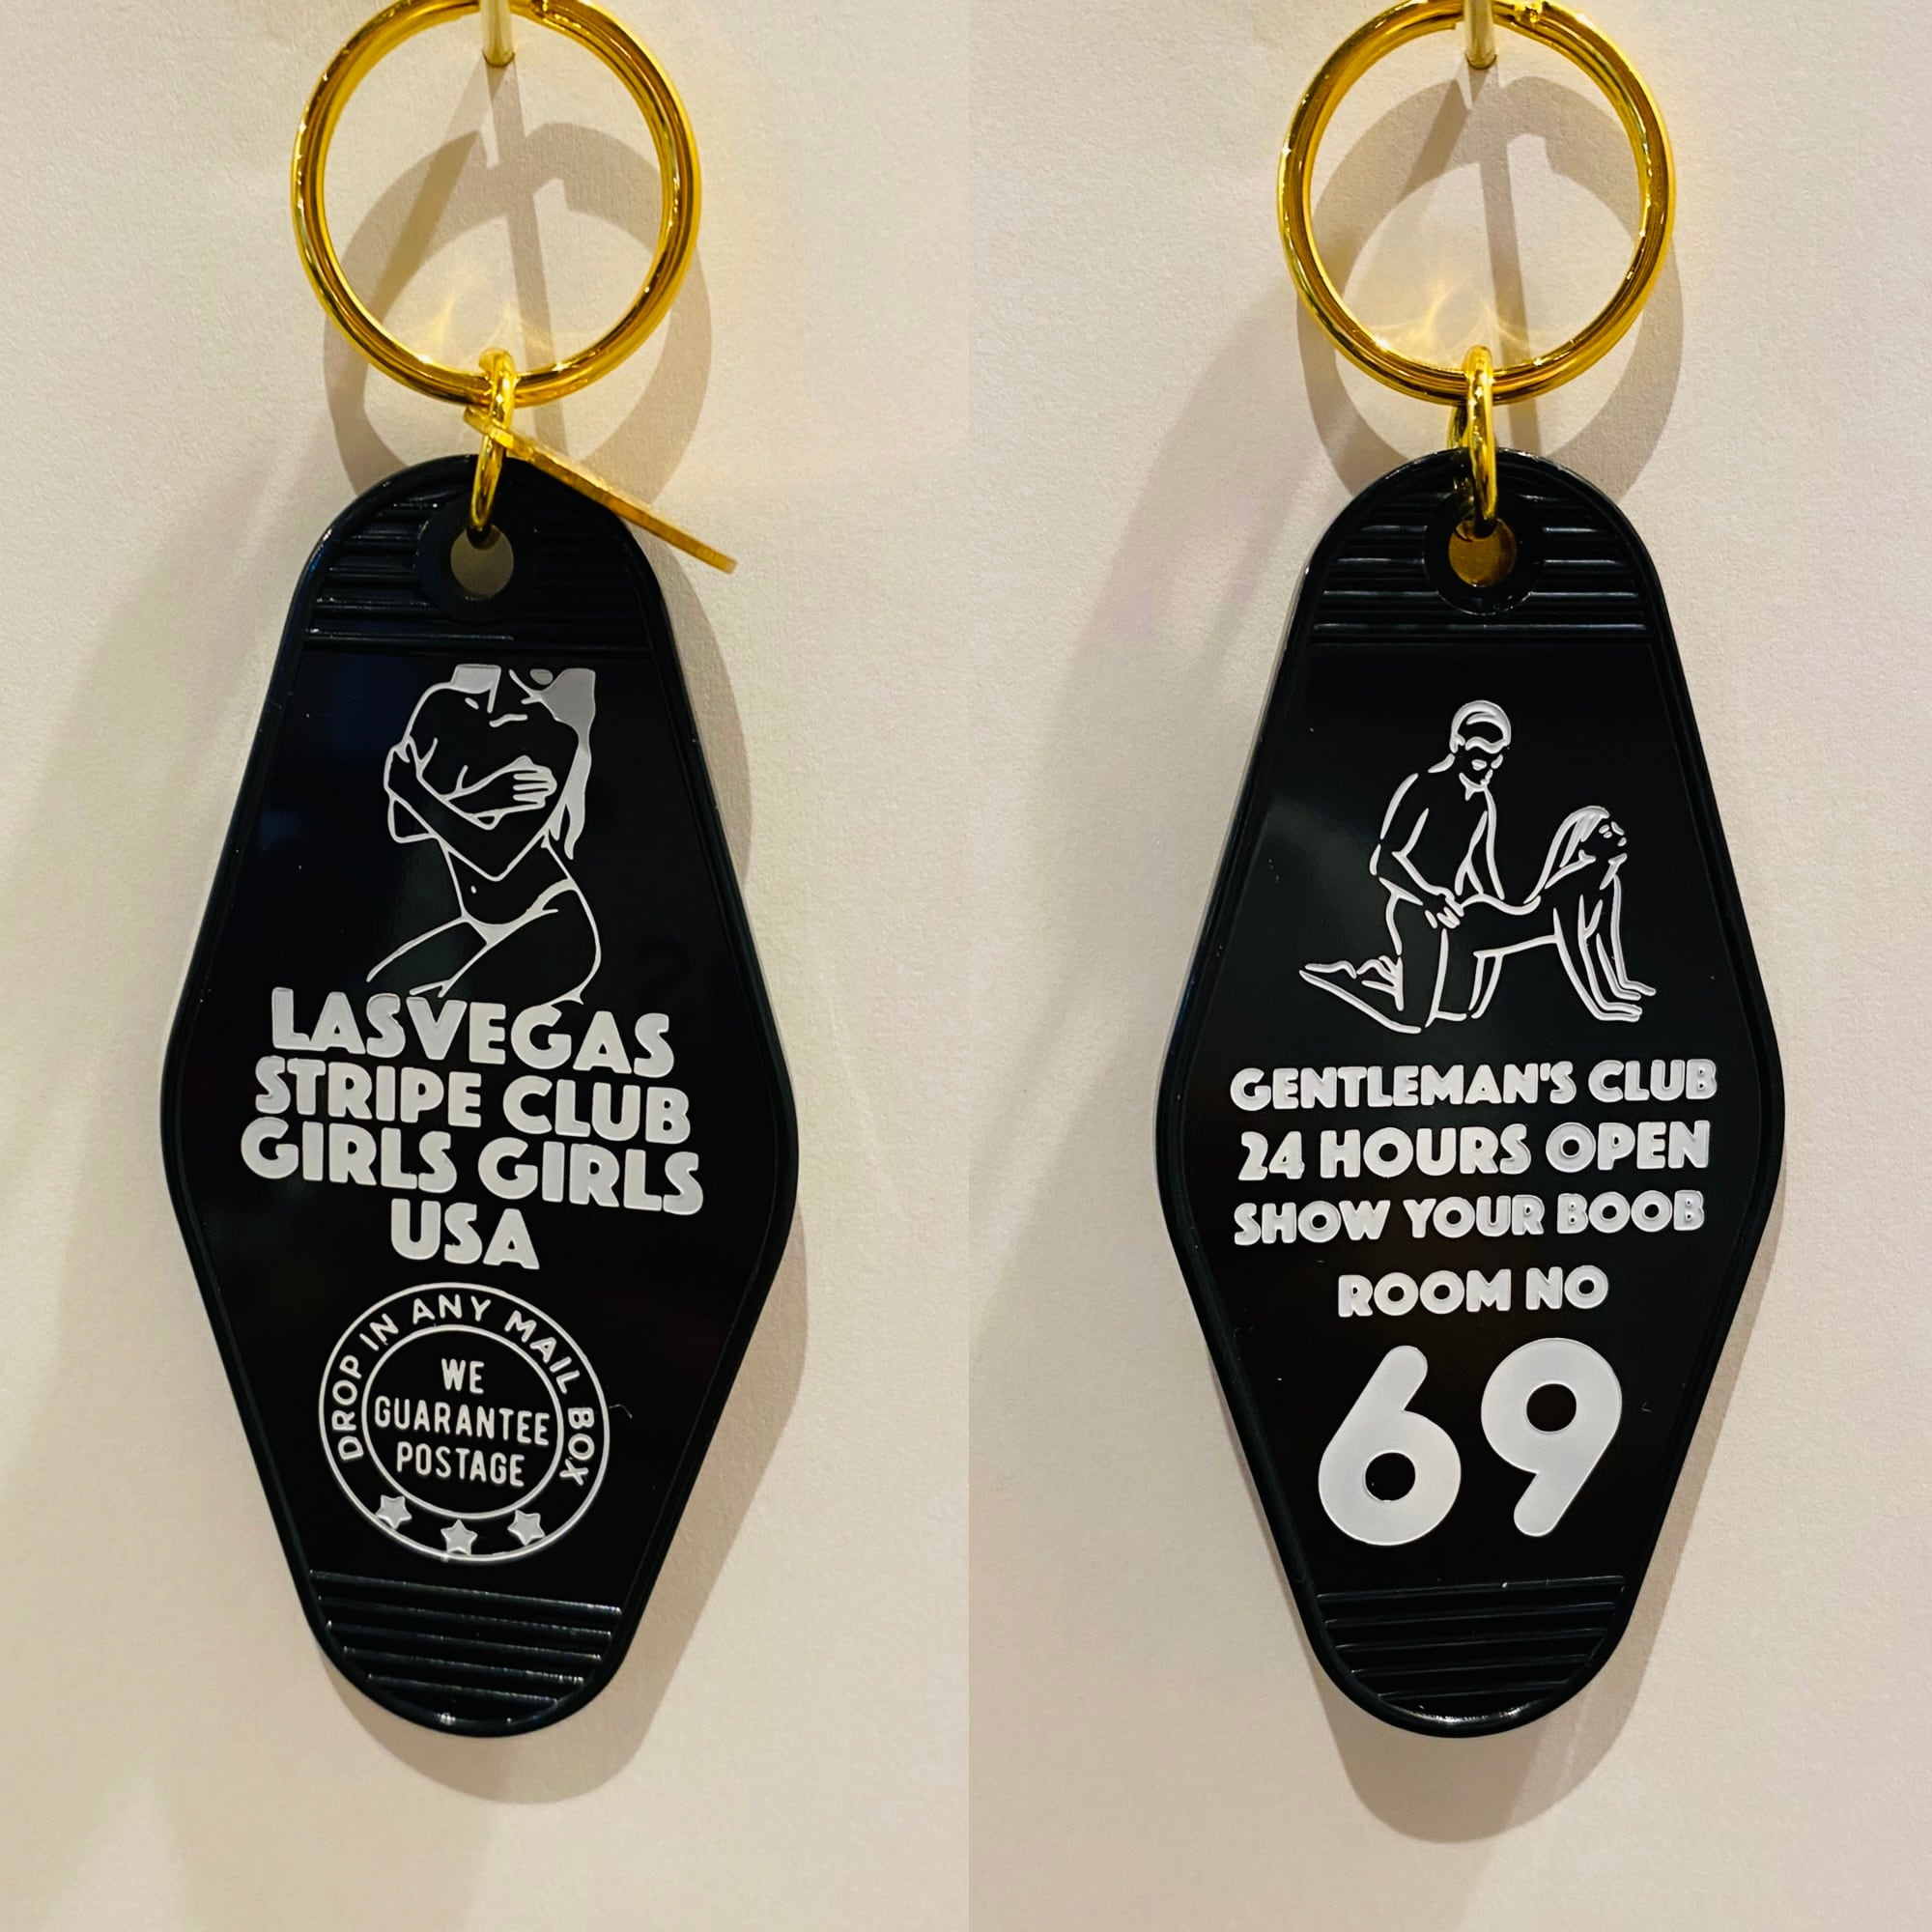 LASVEGAS
STRIPE CLUB
GIRLS GIRLS
USA
DROP IN ANY MAIL BOX
WE
GUARANTEE
POSTAGE
GENTLEMAN'S CLUB
24 HOURS OPEN
SHOW YOUR BOOB
ROOM NO
69